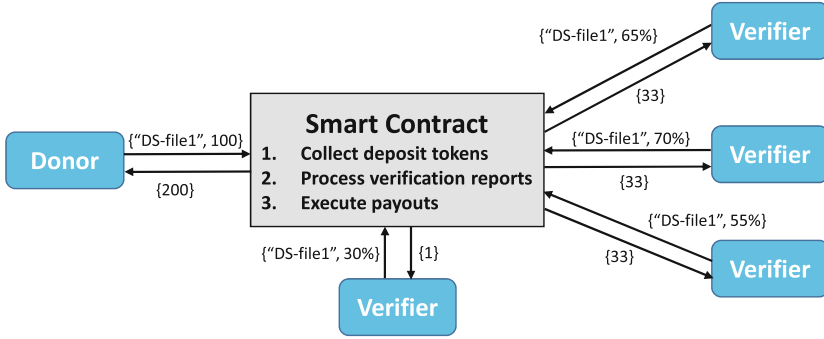 Donor
{“DS-file1”, 100}
{200}
Smart Contract
1. Collect deposit tokens
2. Process verification reports
3. Execute payouts
{“DS-file1”, 65%}
{33}
Verifier
{“DS-file1”, 70%}
{33}
Verifier
{“DS-file1”, 55%}
{33}
Verifier
{“DS-file1”, 30%}
{1}
Verifier